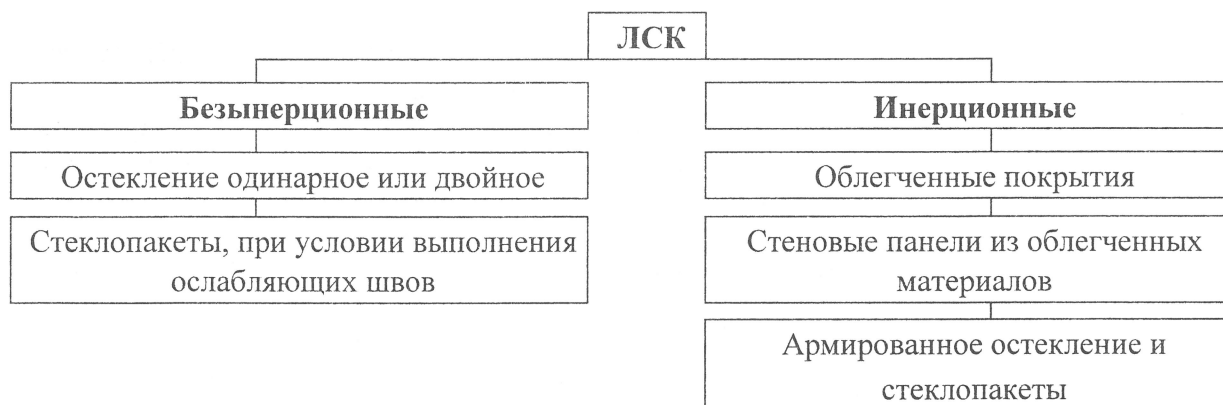 ЛСК
Безынерционные
Остекление одинарное или двойное
Стеклопакеты, при условии выполнения
ослабляющих швов
Инерционные
Облегченные покрытия
Стеновые панели из облегченных
материалов
Армированное остекление и
стеклопакеты